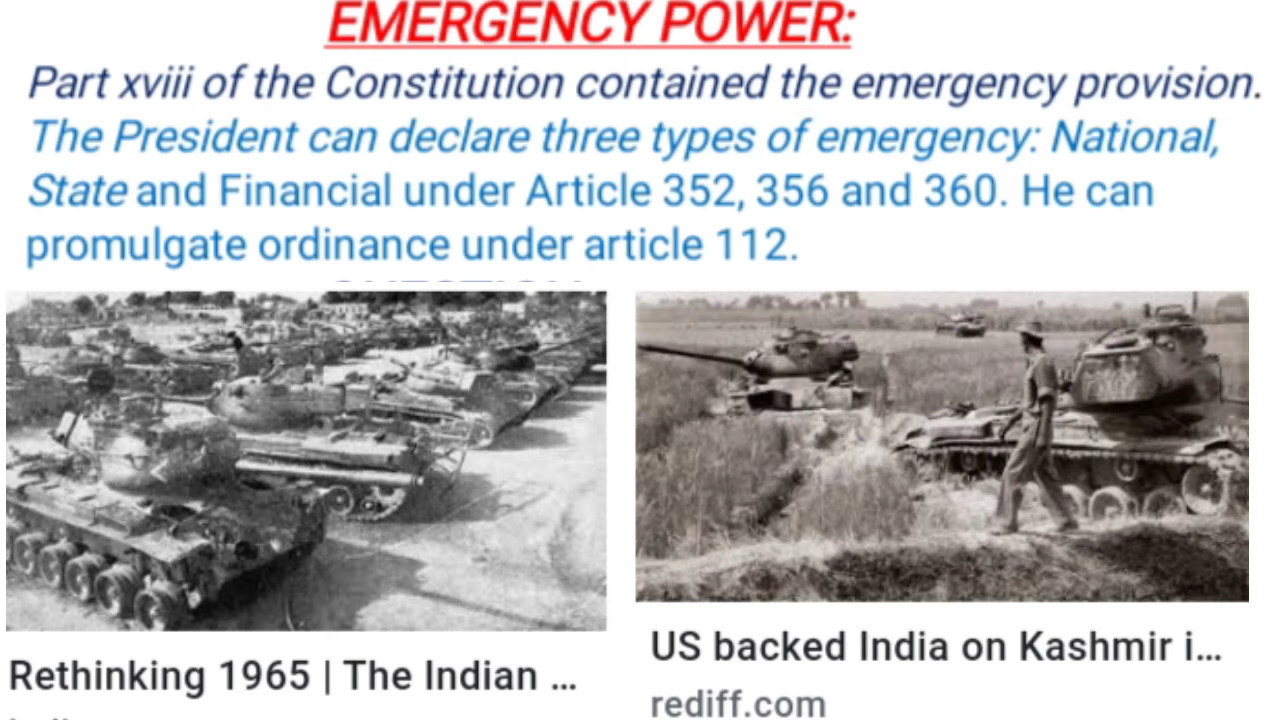 EMERGENCY POWER:
Part xviii of the Constitution contained the emergency provision.
The President can declare three types of emergency: National,
State and Financial under Article 352, 356 and 360. He can
promulgate ordinance under article 112.
Rethinking 1965 | The Indian ...
US backed India on Kashmir i...
rediff.com